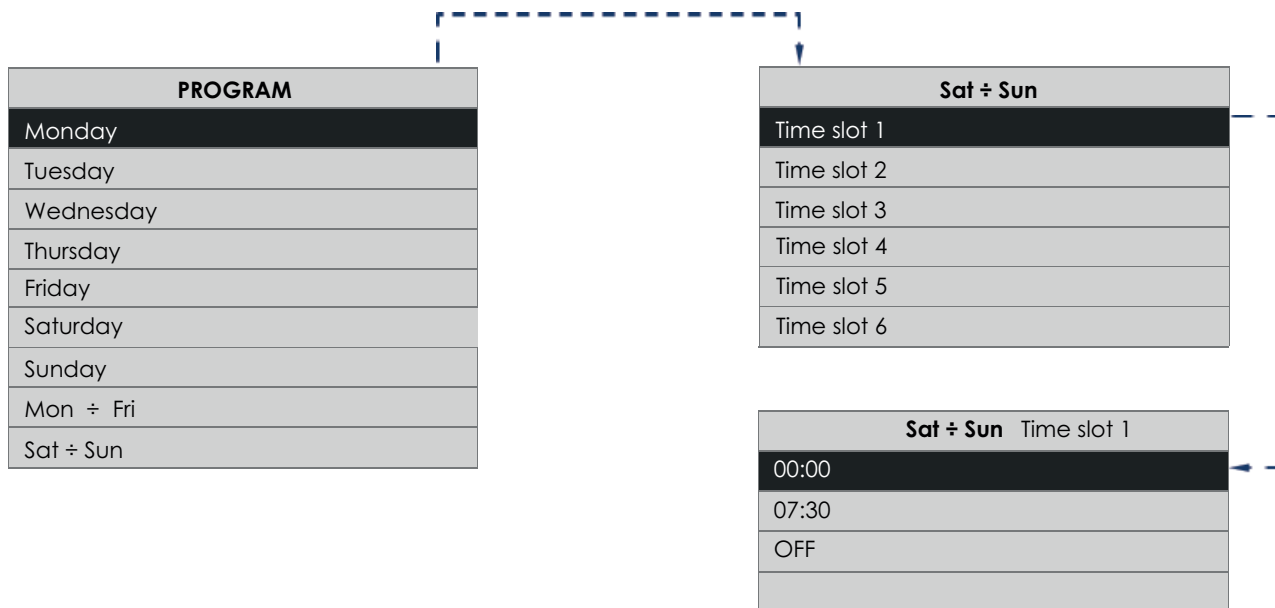 PROGRAM
Monday
Tuesday
Wednesday
Thursday
Friday
Saturday
Sunday
Mon ÷ Fri
Sat ÷ Sun
Sat ÷ Sun
Time slot 1
Time slot 2
Time slot 3
Time slot 4
Time slot 5
Time slot 6
Sat ÷ Sun Time slot 1
00:00
07:30
OFF